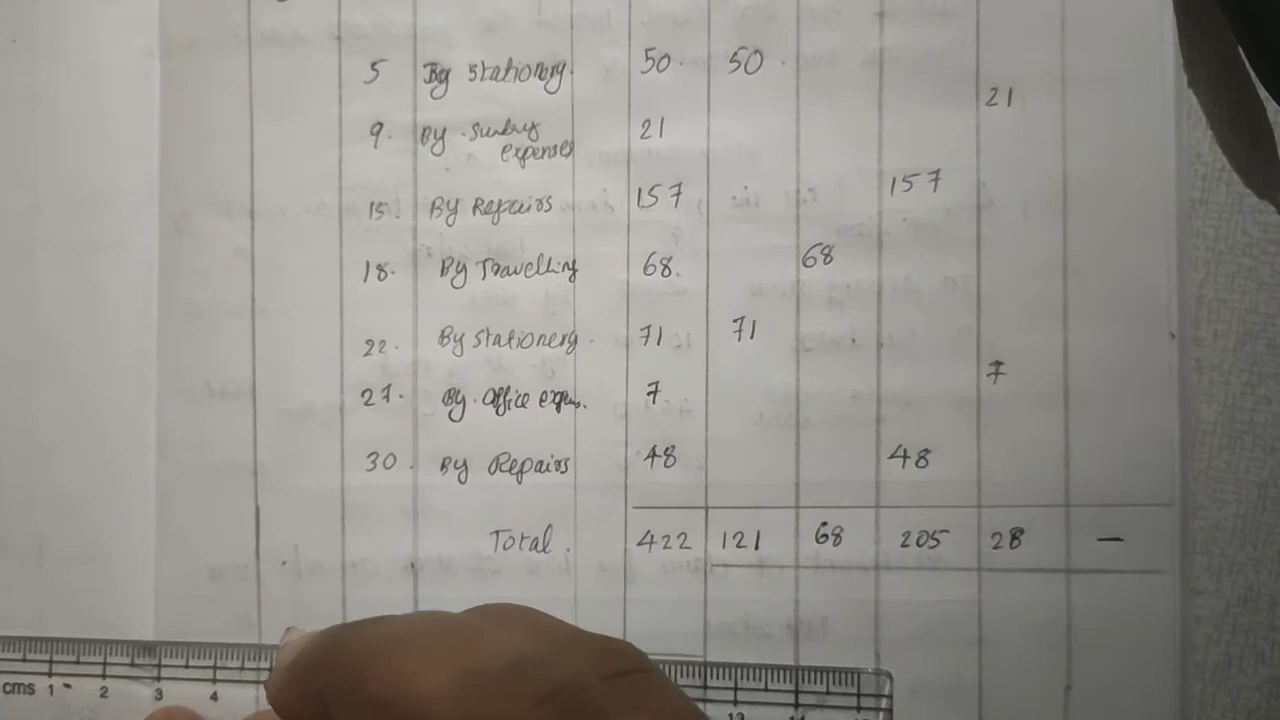 5 By Stationery. 50. 50.
21
9. By Sundry
expenses 21
15. By Repairs 157 157
18. By Travelling 68. 68
22. By Stationery. 71 71
27. By. Office expens. 7 7
30. By Repairs 48 48
Total. 422 121 68 205 28 —
cms 1 2 3 4